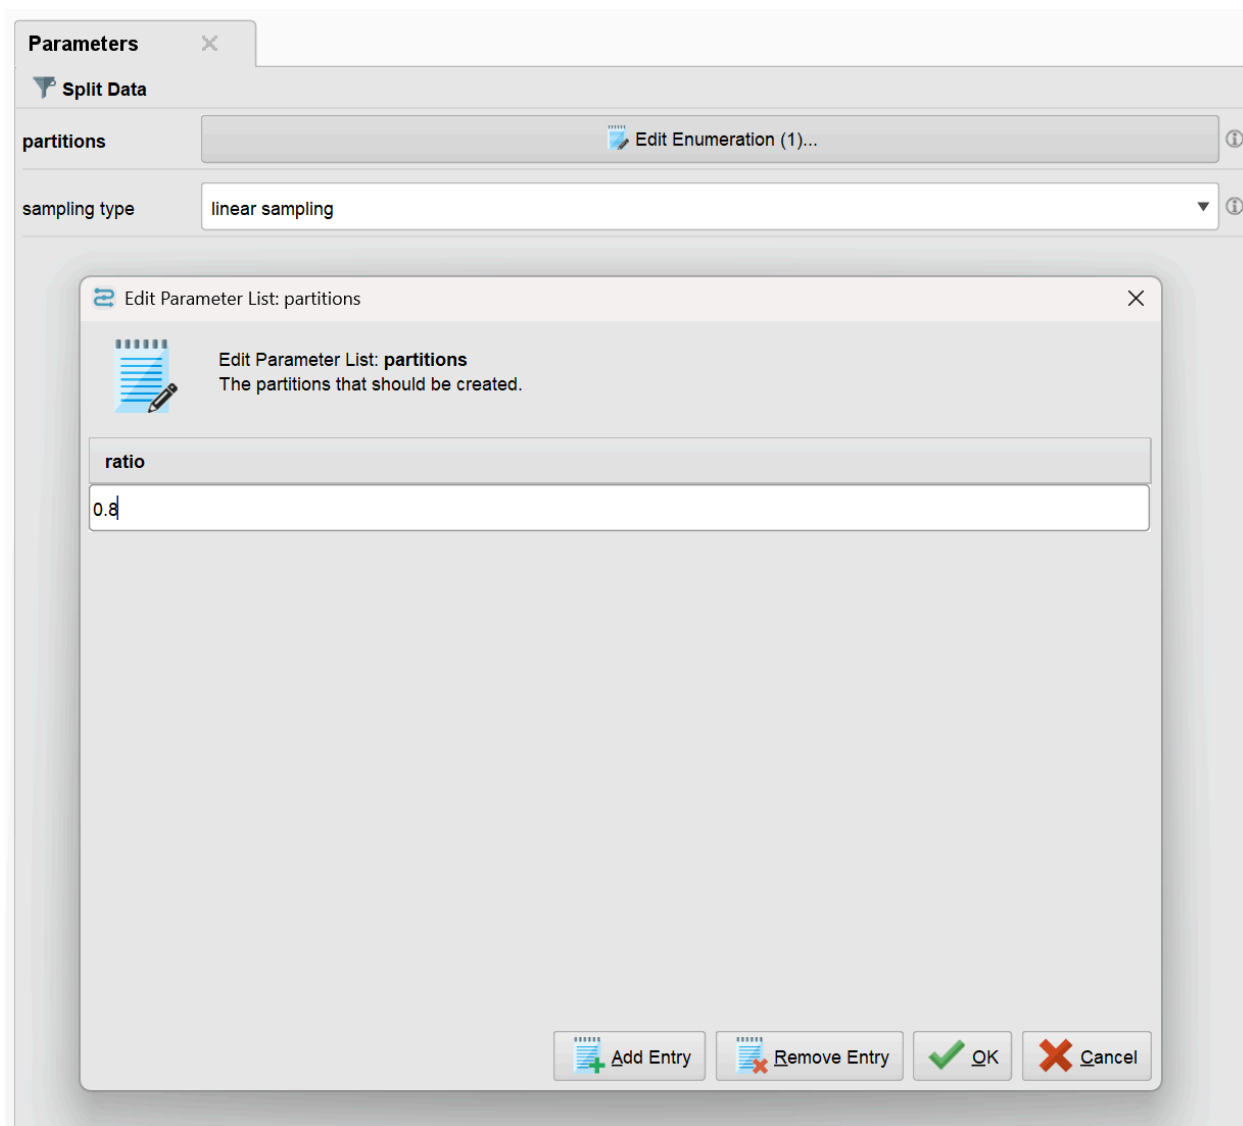 Parameters
Split Data
partitions
Edit Enumeration (1)...
sampling type
linear sampling
Edit Parameter List: partitions
Edit Parameter List: partitions
The partitions that should be created.
ratio
0.8
Add Entry
Remove Entry
OK
Cancel